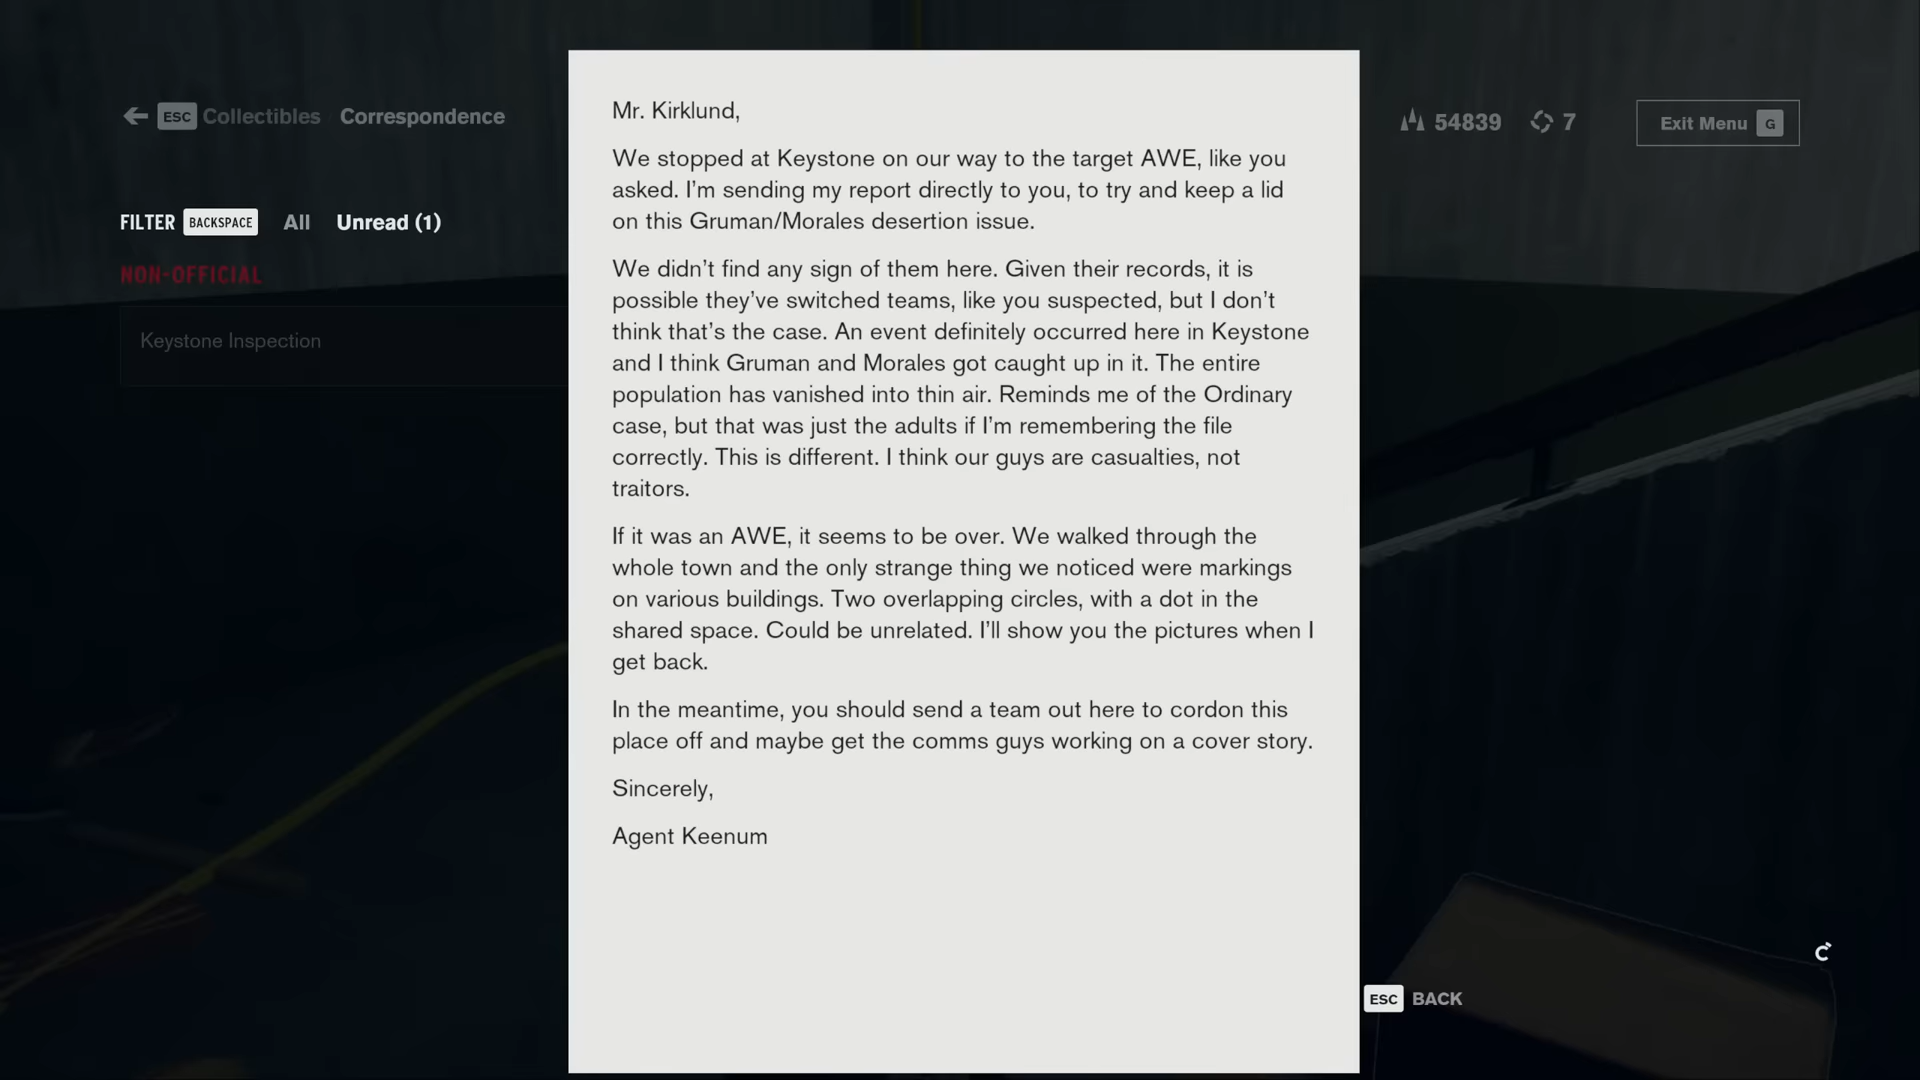 ESC Collectibles Correspondence
54839 7
Exit Menu G
FILTER BACKSPACE All Unread (1)
NON-OFFICIAL
Keystone Inspection
Mr. Kirklund,
We stopped at Keystone on our way to the target AWE, like you
asked. I'm sending my report directly to you, to try and keep a lid
on this Gruman/Morales desertion issue.
We didn't find any sign of them here. Given their records, it is
possible they've switched teams, like you suspected, but I don't
think that's the case. An event definitely occurred here in Keystone
and I think Gruman and Morales got caught up in it. The entire
population has vanished into thin air. Reminds me of the Ordinary
case, but that was just the adults if I'm remembering the file
correctly. This is different. I think our guys are casualties, not
traitors.
If it was an AWE, it seems to be over. We walked through the
whole town and the only strange thing we noticed were markings
on various buildings. Two overlapping circles, with a dot in the
shared space. Could be unrelated. I'll show you the pictures when I
get back.
In the meantime, you should send a team out here to cordon this
place off and maybe get the comms guys working on a cover story.
Sincerely,
Agent Keenum
ESC BACK